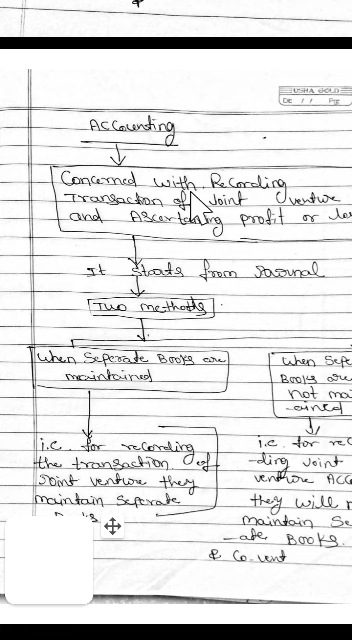 USHA GOLD
Accounting
Concerned with Recording
Transaction of Joint venture
and Ascertaining profit or
It starts from Journal
Two methods
When Seperate Books are
maintained
i.e. for recording
the transaction of
Joint venture they
maintain Seperate
When Sepe
Books are
not mai
-ained
i.e. for rec
-ding Joint
venture Acc
they will
maintain Se
-ate Books.
& Co-vent